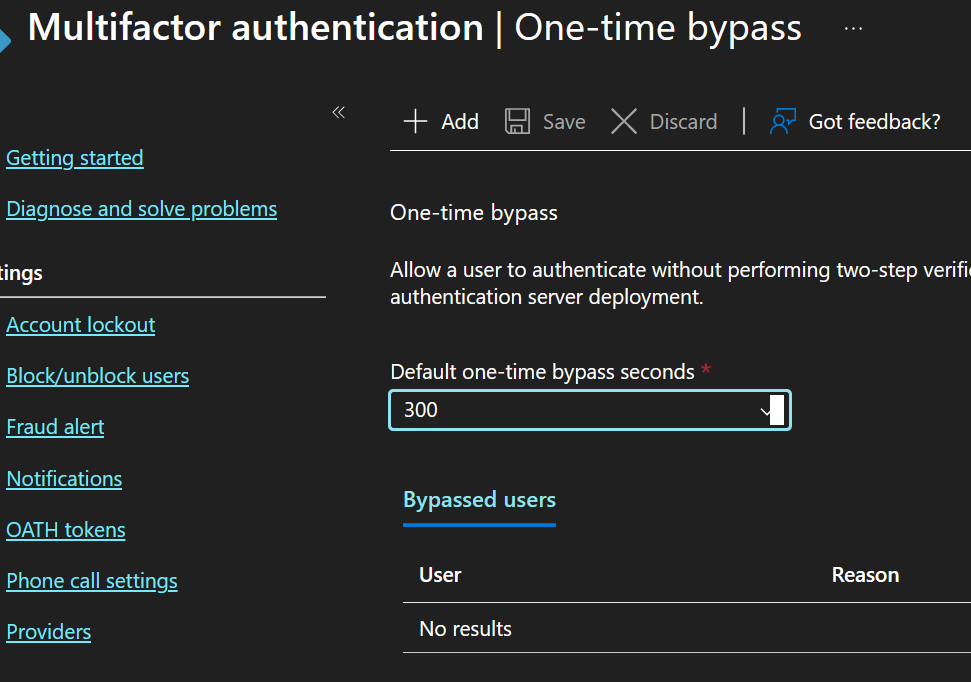 Multifactor authentication | One-time bypass ...
«
Add Save Discard | Got feedback?
Getting started
Diagnose and solve problems
tings
Account lockout
Block/unblock users
Fraud alert
Notifications
OATH tokens
Phone call settings
Providers
One-time bypass
Allow a user to authenticate without performing two-step verifi
authentication server deployment.
Default one-time bypass seconds *
300
Bypassed users
User Reason
No results